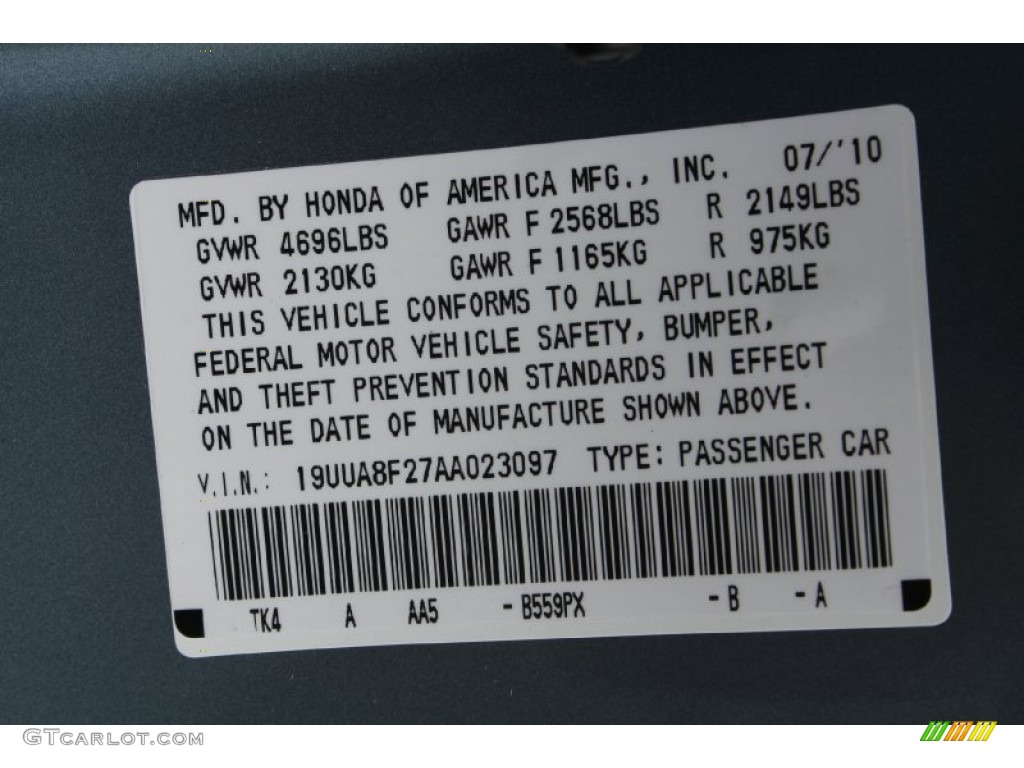 MFD. BY HONDA OF AMERICA MFG., INC. 07/'10
GVWR 4696LBS GAWR F 2568LBS R 2149LBS
GVWR 2130KG GAWR F 1165KG R 975KG
THIS VEHICLE CONFORMS TO ALL APPLICABLE
FEDERAL MOTOR VEHICLE SAFETY, BUMPER,
AND THEFT PREVENTION STANDARDS IN EFFECT
ON THE DATE OF MANUFACTURE SHOWN ABOVE.
V.I.N.: 19UUA8F27AA023097 TYPE: PASSENGER CAR
TK4 A AA5 -B559PX -B -A
GTCARLOT.COM